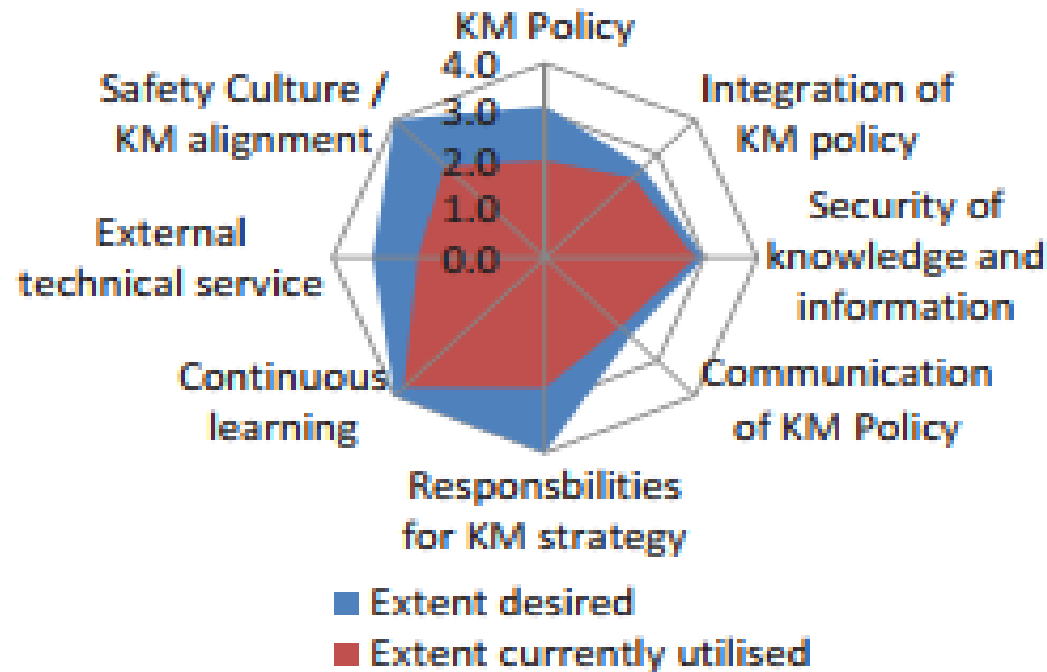 KM Policy
4.0
3.0
2.0
1.0
0.0
Integration of
KM policy
Security of
knowledge and
information
Communication
of KM Policy
Responsbilities
for KM strategy
Continuous
learning
External
technical service
Safety Culture /
KM alignment
Extent desired
Extent currently utilised